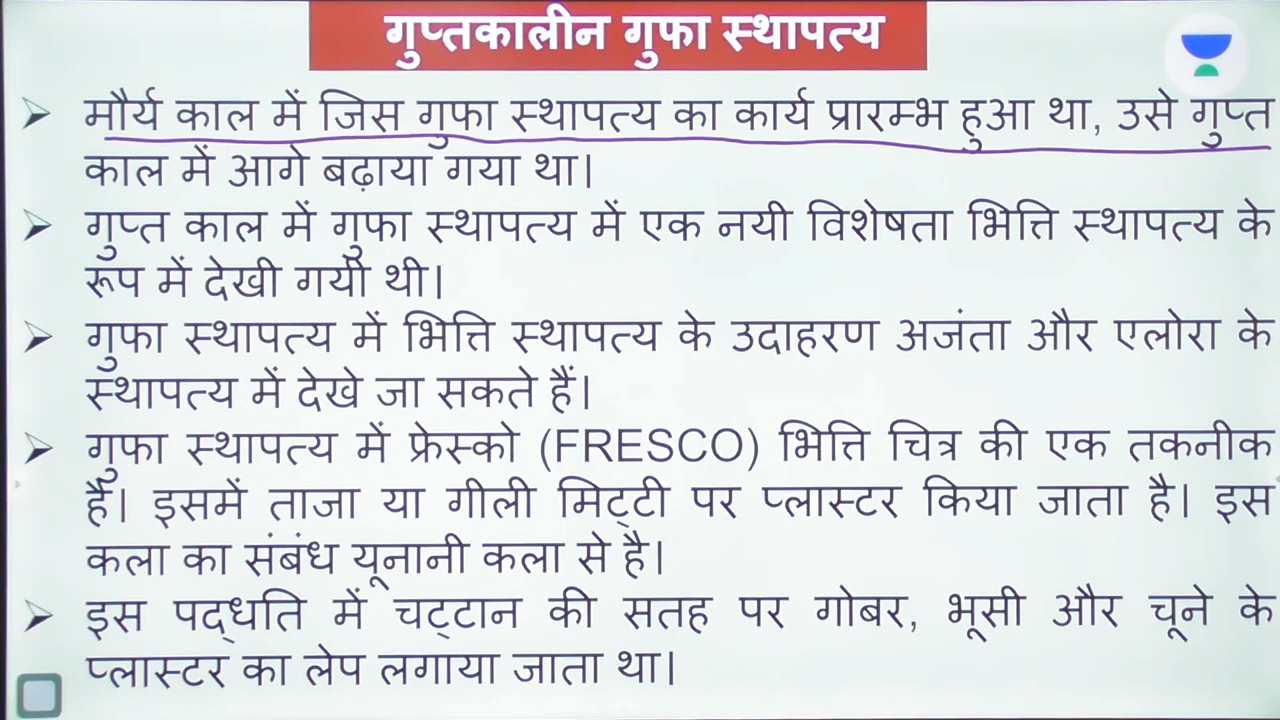 गुप्तकालीन गुफा स्थापत्य
मौर्य काल में जिस गुफा स्थापत्य का कार्य प्रारम्भ हुआ था, उसे गुप्त
काल में आगे बढ़ाया गया था।
गुप्त काल में गुफा स्थापत्य में एक नयी विशेषता भित्ति स्थापत्य के
रूप में देखी गयी थी।
गुफा स्थापत्य में भित्ति स्थापत्य के उदाहरण अजंता और एलोरा के
स्थापत्य में देखे जा सकते हैं।
गुफा स्थापत्य में फ्रेस्को (FRESCO) भित्ति चित्र की एक तकनीक
है। इसमें ताजा या गीली मिट्टी पर प्लास्टर किया जाता है। इस
कला का संबंध यूनानी कला से है।
इस पद्धति में चट्टान की सतह पर गोबर, भूसी और चूने के
प्लास्टर का लेप लगाया जाता था।